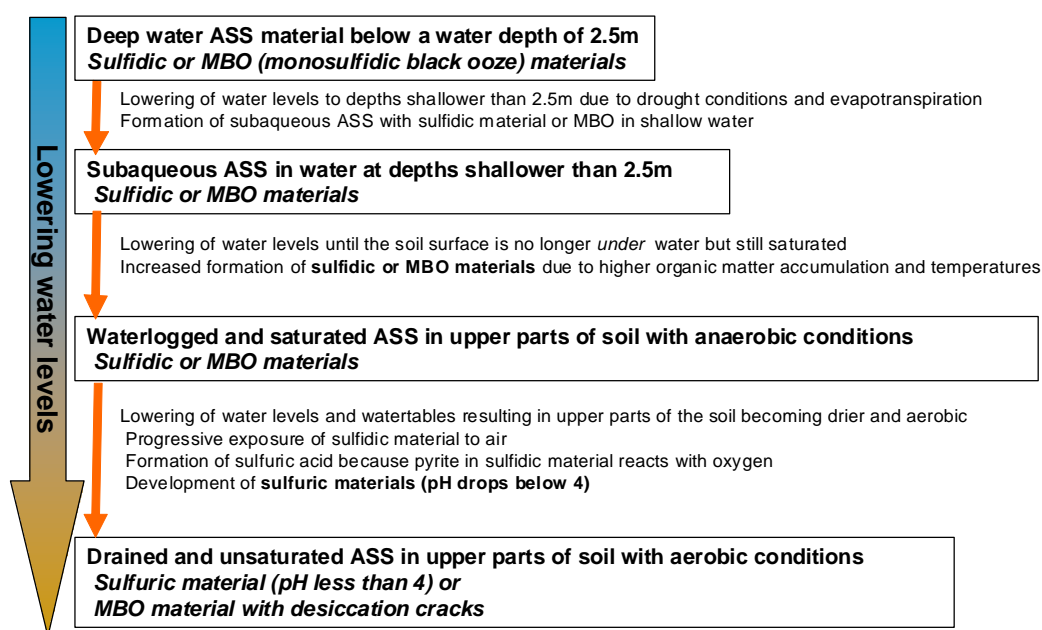 Lowering water levels
Deep water ASS material below a water depth of 2.5m
Sulfidic or MBO (monosulfidic black ooze) materials
Lowering of water levels to depths shallower than 2.5m due to drought conditions and evapotranspiration
Formation of subaqueous ASS with sulfidic material or MBO in shallow water
Subaqueous ASS in water at depths shallower than 2.5m
Sulfidic or MBO materials
Lowering of water levels until the soil surface is no longer under water but still saturated
Increased formation of sulfidic or MBO materials due to higher organic matter accumulation and temperatures
Waterlogged and saturated ASS in upper parts of soil with anaerobic conditions
Sulfidic or MBO materials
Lowering of water levels and watertables resulting in upper parts of the soil becoming drier and aerobic
Progressive exposure of sulfidic material to air
Formation of sulfuric acid because pyrite in sulfidic material reacts with oxygen
Development of sulfuric materials (pH drops below 4)
Drained and unsaturated ASS in upper parts of soil with aerobic conditions
Sulfuric material (pH less than 4) or
MBO material with desiccation cracks